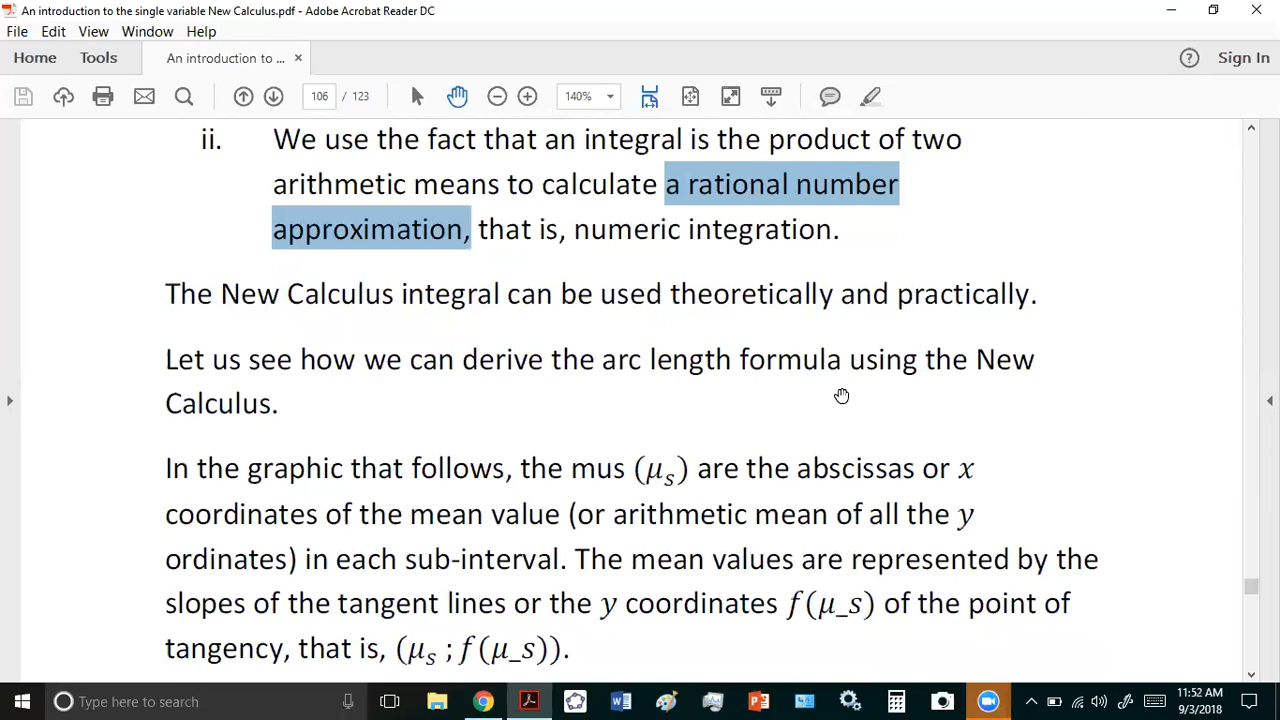 An introduction to the single variable New Calculus.pdf - Adobe Acrobat Reader DC
File Edit View Window Help
Home Tools An introduction to ... × Sign In
106 / 123 140%
ii. We use the fact that an integral is the product of two
arithmetic means to calculate a rational number
approximation, that is, numeric integration.
The New Calculus integral can be used theoretically and practically.
Let us see how we can derive the arc length formula using the New
Calculus.
In the graphic that follows, the mus (μₛ) are the abscissas or x
coordinates of the mean value (or arithmetic mean of all the y
ordinates) in each sub-interval. The mean values are represented by the
slopes of the tangent lines or the y coordinates f(μ_s) of the point of
tangency, that is, (μₛ ; f(μ_s)).
Type here to search
11:52 AM
9/3/2018